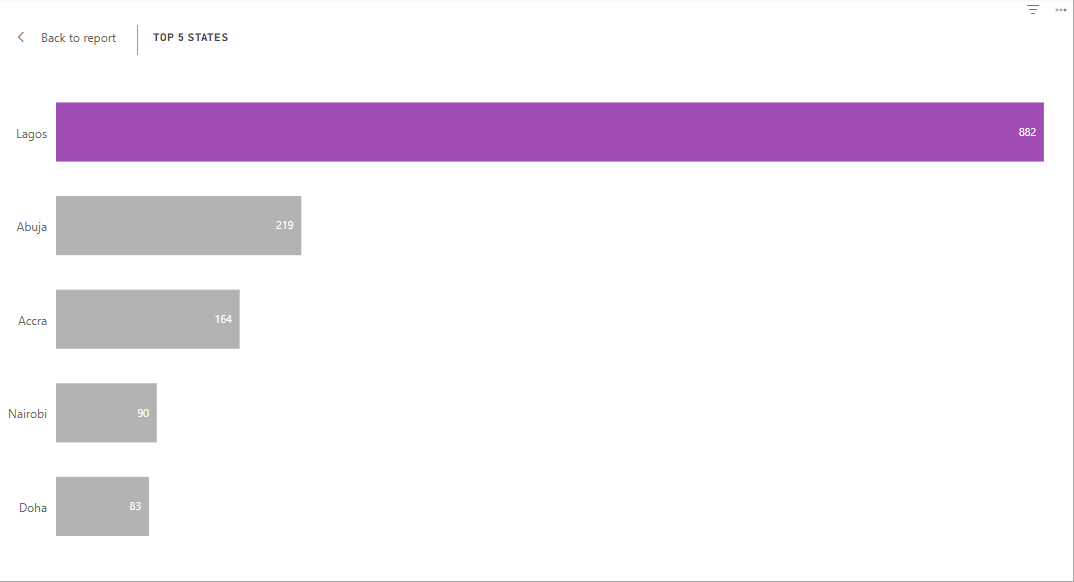 Back to report
TOP 5 STATES
Lagos 882
Abuja 219
Accra 164
Nairobi 90
Doha 83